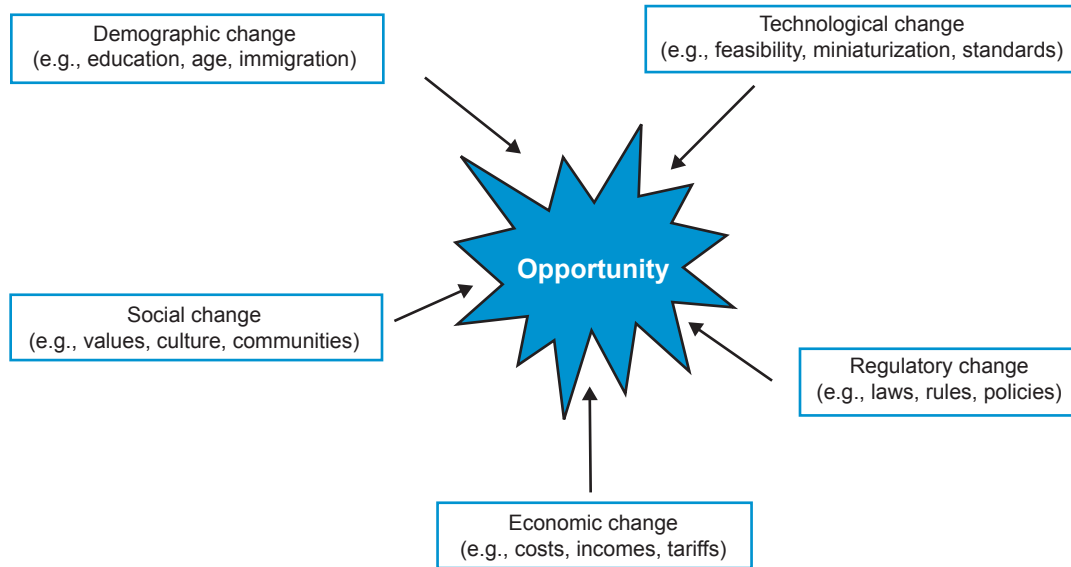 Demographic change
(e.g., education, age, immigration)
Technological change
(e.g., feasibility, miniaturization, standards)
Opportunity
Social change
(e.g., values, culture, communities)
Regulatory change
(e.g., laws, rules, policies)
Economic change
(e.g., costs, incomes, tariffs)